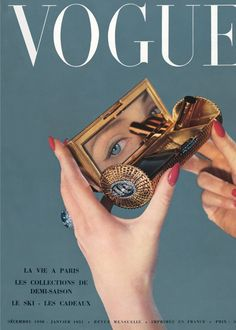 VOGUE
LA VIE A PARIS
LES COLLECTIONS DE
DEMI-SAISON
LE SKI - LES CADEAUX
DÉCEMBRE 1950 - JANVIER 1951 • REVUE MENSUELLE • IMPRIMÉE EN FRANCE • PRIX :